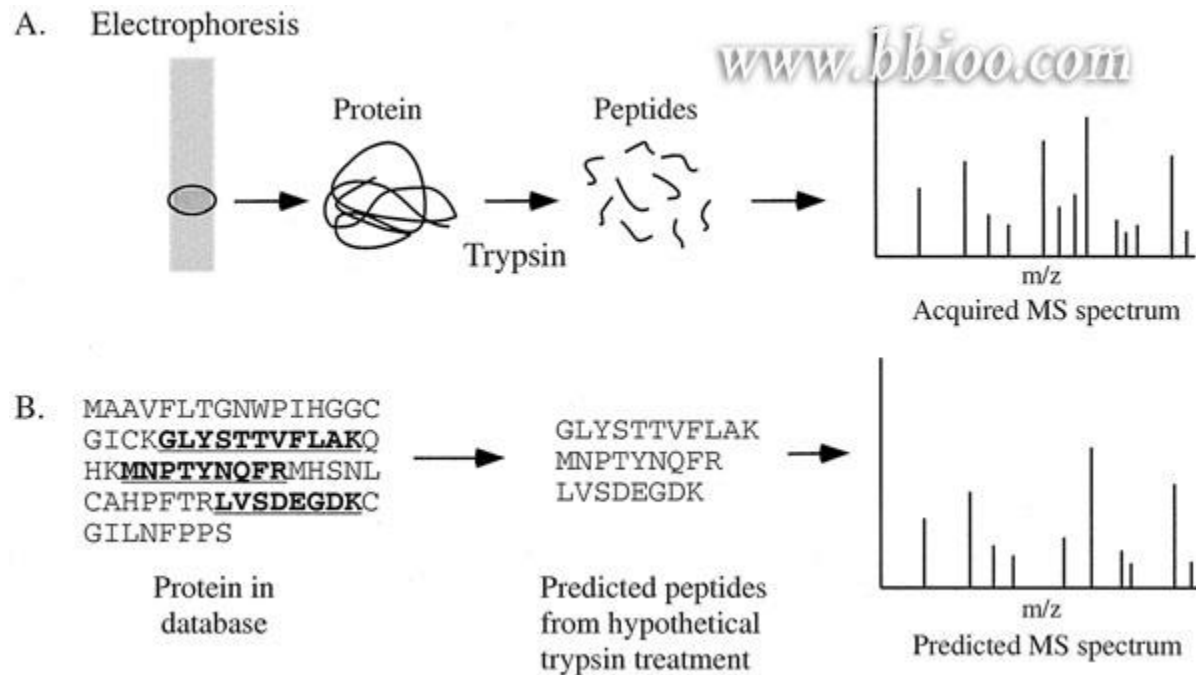 A. Electrophoresis
www.bbioo.com
Protein
Peptides
Trypsin
m/z
Acquired MS spectrum
B.
MAAVFLTGNWPIHGGC
GICKGLYSTTVFLAKQ
HKMNPTYNQFRMHSNL
CAHPFTRLVSDEGDKC
GILNFPPS
Protein in
database
GLYSTTVFLAK
MNPTYNQFR
LVSDEGDK
Predicted peptides
from hypothetical
trypsin treatment
m/z
Predicted MS spectrum